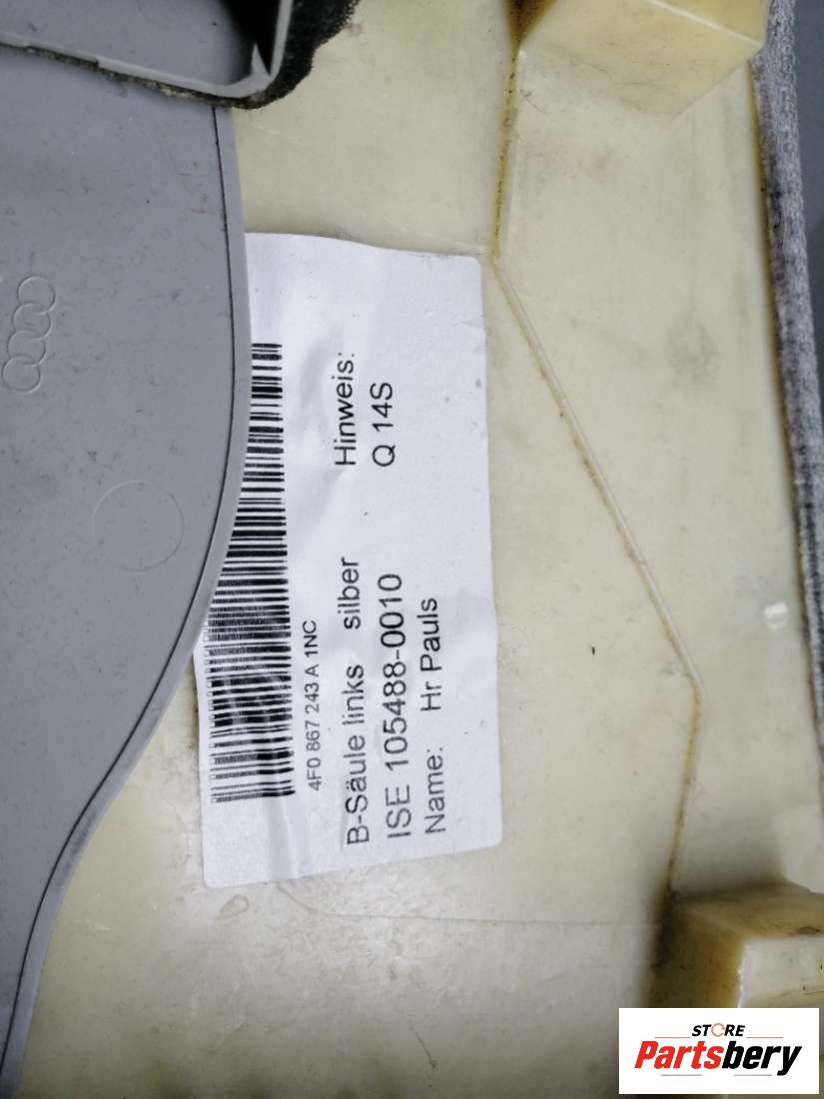 4F0 867 243 A 1NC
B-Säule links silber Hinweis:
ISE 105488-0010 Q 14S
Name: Hr Pauls
STORE
Partsbery